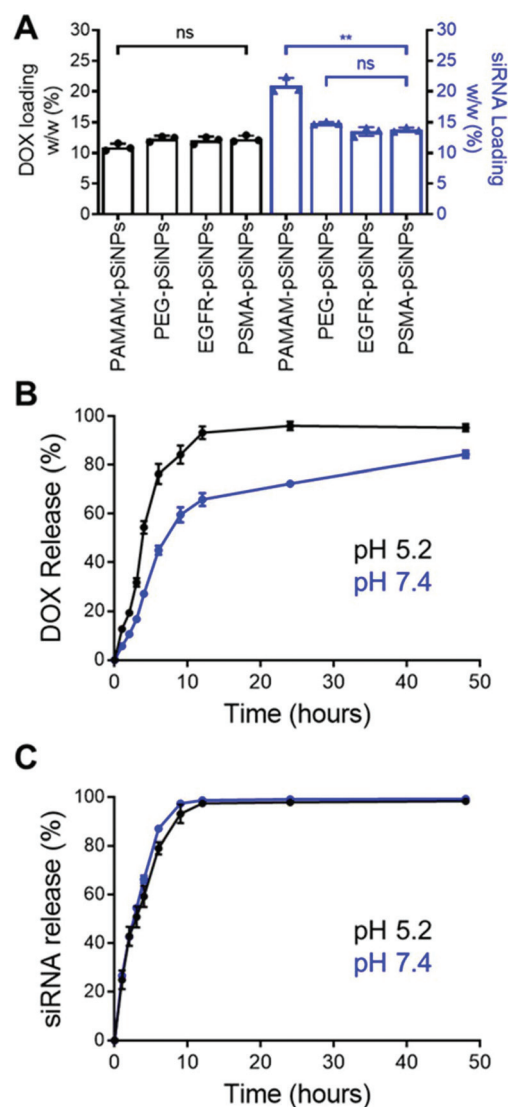 A
30
25
20
15
10
5
0
DOX loading
w/w (%)
ns
**
ns
30
25
20
15
10
5
0
siRNA Loading
w/w (%)
PAMAM-pSiNPs
PEG-pSiNPs
EGFR-pSiNPs
PSMA-pSiNPs
PAMAM-pSiNPs
PEG-pSiNPs
EGFR-pSiNPs
PSMA-pSiNPs
B
100
80
60
40
20
0
DOX Release (%)
pH 5.2
pH 7.4
0
10
20
30
40
50
Time (hours)
C
100
80
60
40
20
0
siRNA release (%)
pH 5.2
pH 7.4
0
10
20
30
40
50
Time (hours)